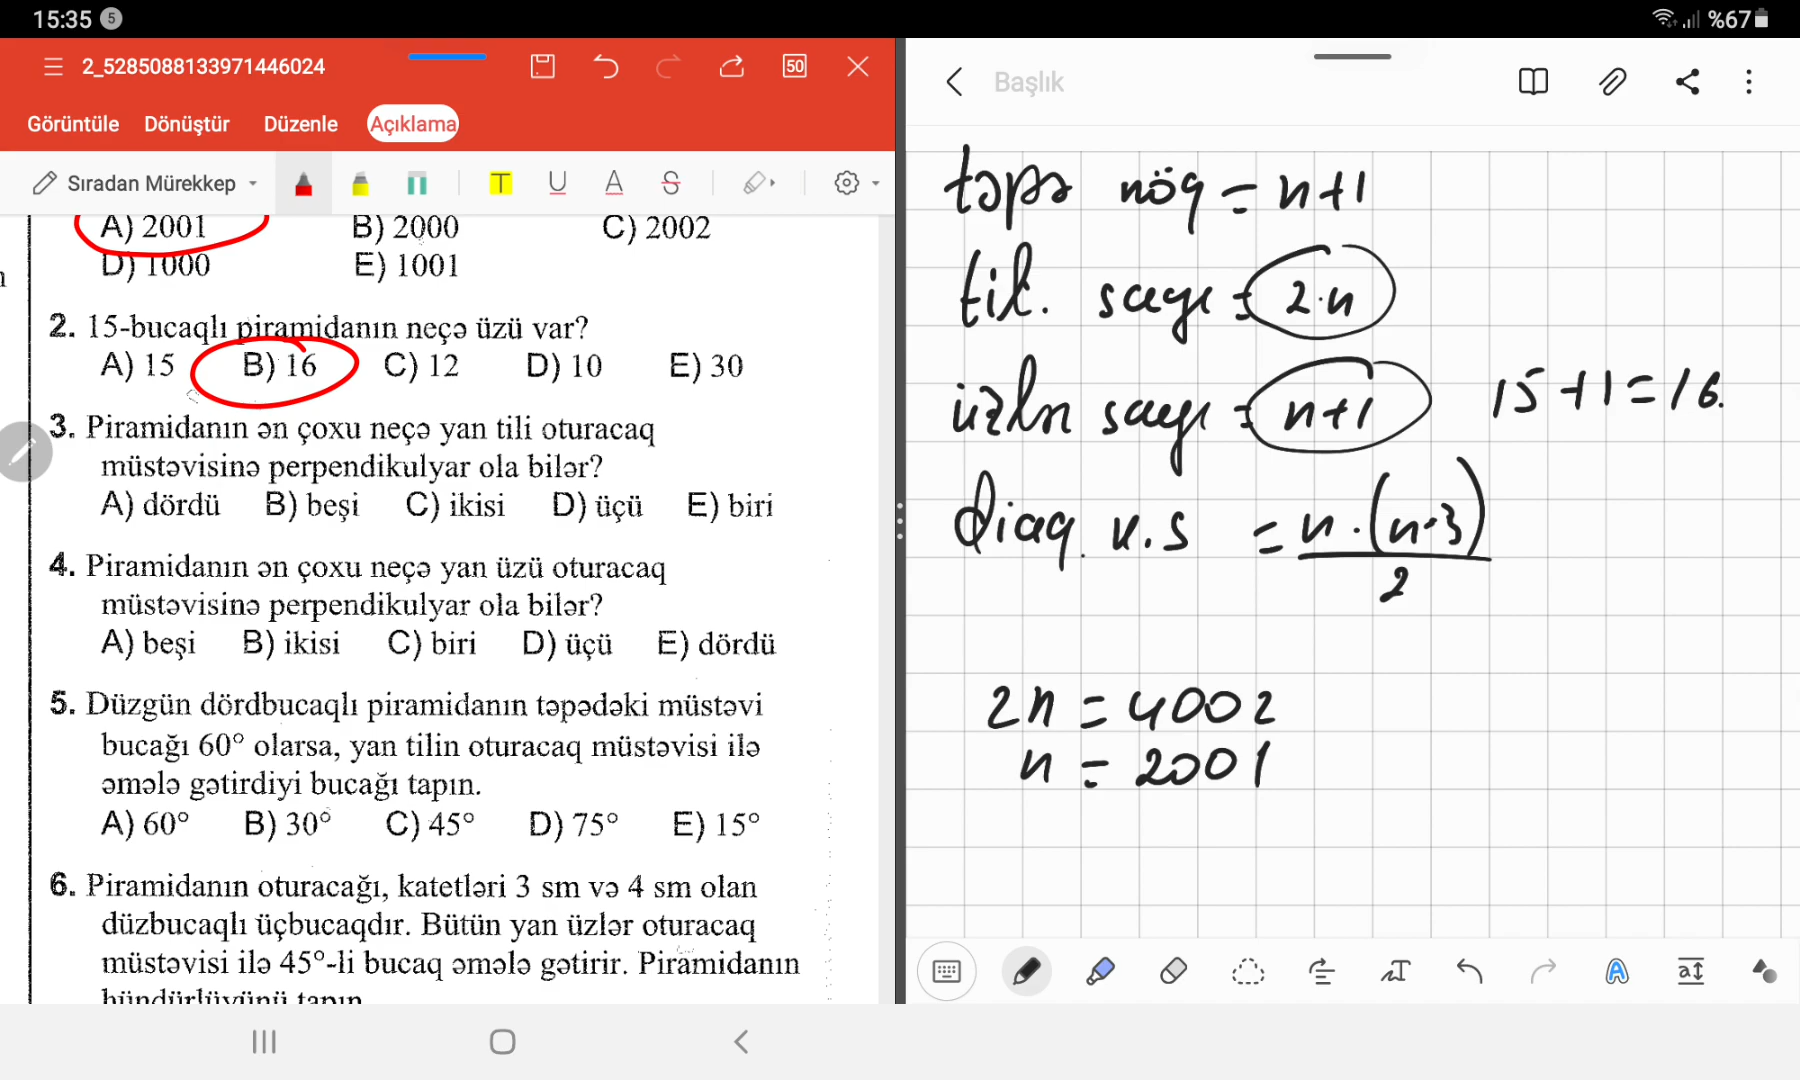 15:35 5 %67
2_5285088133971446024 50
Görüntüle Dönüştür Düzenle Açıklama
Sıradan Mürekkep T U A S
A) 2001 B) 2000 C) 2002
D) 1000 E) 1001
2. 15-bucaqlı piramidanın neçə üzü var?
A) 15 B) 16 C) 12 D) 10 E) 30
3. Piramidanın ən çoxu neçə yan tili oturacaq
müstəvisinə perpendikulyar ola bilər?
A) dördü B) beşi C) ikisi D) üçü E) biri
4. Piramidanın ən çoxu neçə yan üzü oturacaq
müstəvisinə perpendikulyar ola bilər?
A) beşi B) ikisi C) biri D) üçü E) dördü
5. Düzgün dördbucaqlı piramidanın təpədəki müstəvi
bucağı 60° olarsa, yan tilin oturacaq müstəvisi ilə
əmələ gətirdiyi bucağı tapın.
A) 60° B) 30° C) 45° D) 75° E) 15°
6. Piramidanın oturacağı, katetləri 3 sm və 4 sm olan
düzbucaqlı üçbucaqdır. Bütün yan üzlər oturacaq
müstəvisi ilə 45°-li bucaq əmələ gətirir. Piramidanın
hündürlüyünü tapın.
Başlık
təpə nöq = n+1
til. sayı = 2·n
üzln sayı = n+1 15+1=16.
diaq. k.s = n·(n-3)
2
2n = 4002
n = 2001